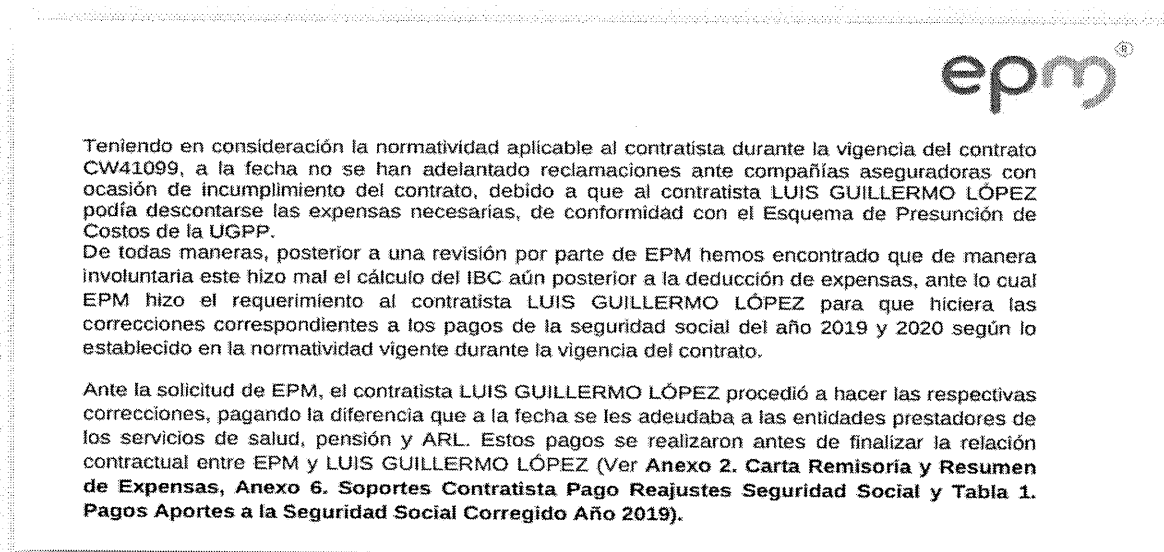 epm®
Teniendo en consideración la normatividad aplicable al contratista durante la vigencia del contrato
CW41099, a la fecha no se han adelantado reclamaciones ante compañías aseguradoras con
ocasión de incumplimiento del contrato, debido a que al contratista LUIS GUILLERMO LÓPEZ
podía descontarse las expensas necesarias, de conformidad con el Esquema de Presunción de
Costos de la UGPP.
De todas maneras, posterior a una revisión por parte de EPM hemos encontrado que de manera
involuntaria este hizo mal el cálculo del IBC aún posterior a la deducción de expensas, ante lo cual
EPM hizo el requerimiento al contratista LUIS GUILLERMO LÓPEZ para que hiciera las
correcciones correspondientes a los pagos de la seguridad social del año 2019 y 2020 según lo
establecido en la normatividad vigente durante la vigencia del contrato.
Ante la solicitud de EPM, el contratista LUIS GUILLERMO LÓPEZ procedió a hacer las respectivas
correcciones, pagando la diferencia que a la fecha se les adeudaba a las entidades prestadores de
los servicios de salud, pensión y ARL. Estos pagos se realizaron antes de finalizar la relación
contractual entre EPM y LUIS GUILLERMO LÓPEZ (Ver Anexo 2. Carta Remisoria y Resumen
de Expensas, Anexo 6. Soportes Contratista Pago Reajustes Seguridad Social y Tabla 1.
Pagos Aportes a la Seguridad Social Corregido Año 2019).